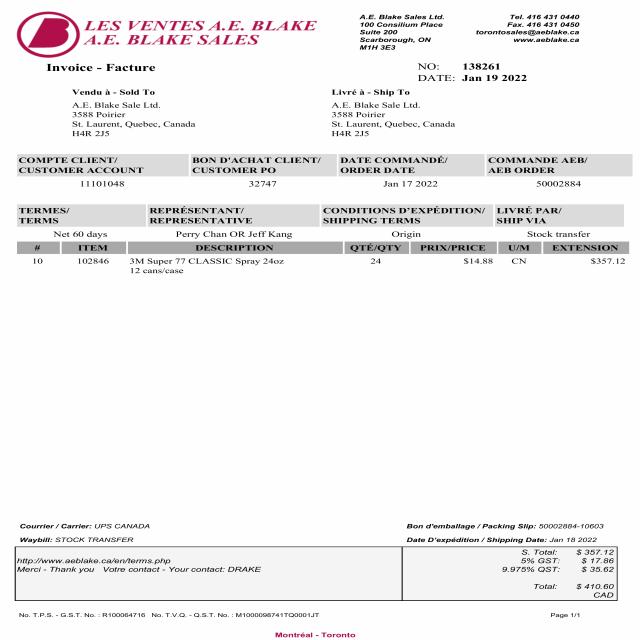 LES VENTES A.E. BLAKE
A.E. BLAKE SALES
A.E. Blake Sales Ltd.
100 Consilium Place
Suite 200
Scarborough, ON
M1H 3E3
Tel. 416 431 0440
Fax. 416 431 0450
torontosales@aeblake.ca
www.aeblake.ca
Invoice - Facture
NO: 138261
DATE: Jan 19 2022
Vendu à - Sold To
A.E. Blake Sale Ltd.
3588 Poirier
St. Laurent, Quebec, Canada
H4R 2J5
Livré à - Ship To
A.E. Blake Sale Ltd.
3588 Poirier
St. Laurent, Quebec, Canada
H4R 2J5
COMPTE CLIENT/ BON D'ACHAT CLIENT/ DATE COMMANDÉ/ COMMANDE AEB/
CUSTOMER ACCOUNT CUSTOMER PO ORDER DATE AEB ORDER
11101048 32747 Jan 17 2022 50002884
TERMES/ REPRÉSENTANT/ CONDITIONS D'EXPÉDITION/ LIVRÉ PAR/
TERMS REPRESENTATIVE SHIPPING TERMS SHIP VIA
Net 60 days Perry Chan OR Jeff Kang Origin Stock transfer
# ITEM DESCRIPTION QTÉ/QTY PRIX/PRICE U/M EXTENSION
10 102846 3M Super 77 CLASSIC Spray 24oz 24 $14.88 CN $357.12
12 cans/case
Courrier / Carrier: UPS CANADA Bon d'emballage / Packing Slip: 50002884-10603
Waybill: STOCK TRANSFER Date D'expédition / Shipping Date: Jan 18 2022
S. Total: $ 357.12
http://www.aeblake.ca/en/terms.php 5% GST: $ 17.86
Merci - Thank you Votre contact - Your contact: DRAKE 9.975% QST: $ 35.62
Total: $ 410.60
CAD
No. T.P.S. - G.S.T. No. : R100064716 No. T.V.Q. - Q.S.T. No. : M1000098741TQ0001JT Page 1/1
Montréal - Toronto